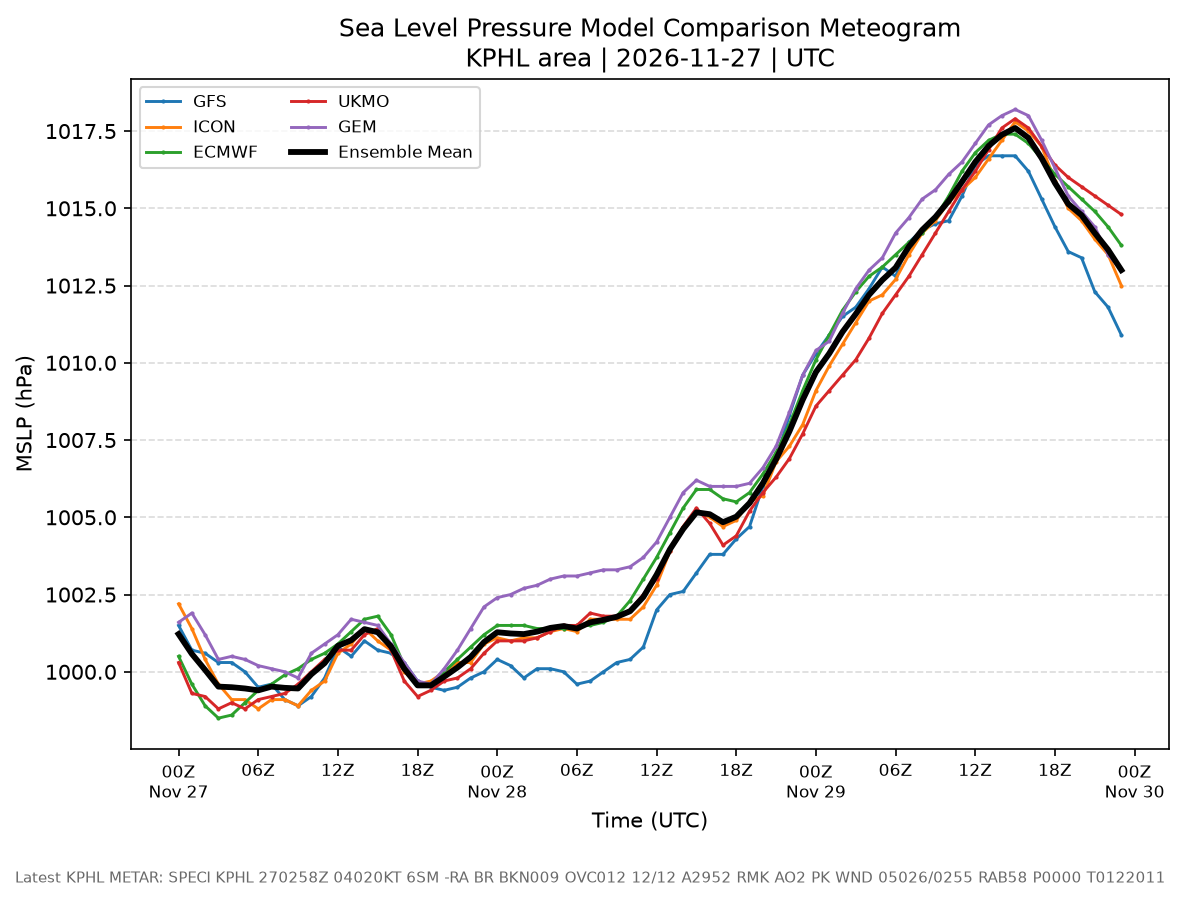 Sea Level Pressure Model Comparison Meteogram
KPHL area | 2026-11-27 | UTC
GFS
ICON
ECMWF
UKMO
GEM
Ensemble Mean
1017.5
1015.0
1012.5
1010.0
1007.5
1005.0
1002.5
1000.0
MSLP (hPa)
00Z 06Z 12Z 18Z 00Z 06Z 12Z 18Z 00Z 06Z 12Z 18Z 00Z
Nov 27 Nov 28 Nov 29 Nov 30
Time (UTC)
Latest KPHL METAR: SPECI KPHL 270258Z 04020KT 6SM -RA BR BKN009 OVC012 12/12 A2952 RMK AO2 PK WND 05026/0255 RAB58 P0000 T0122011